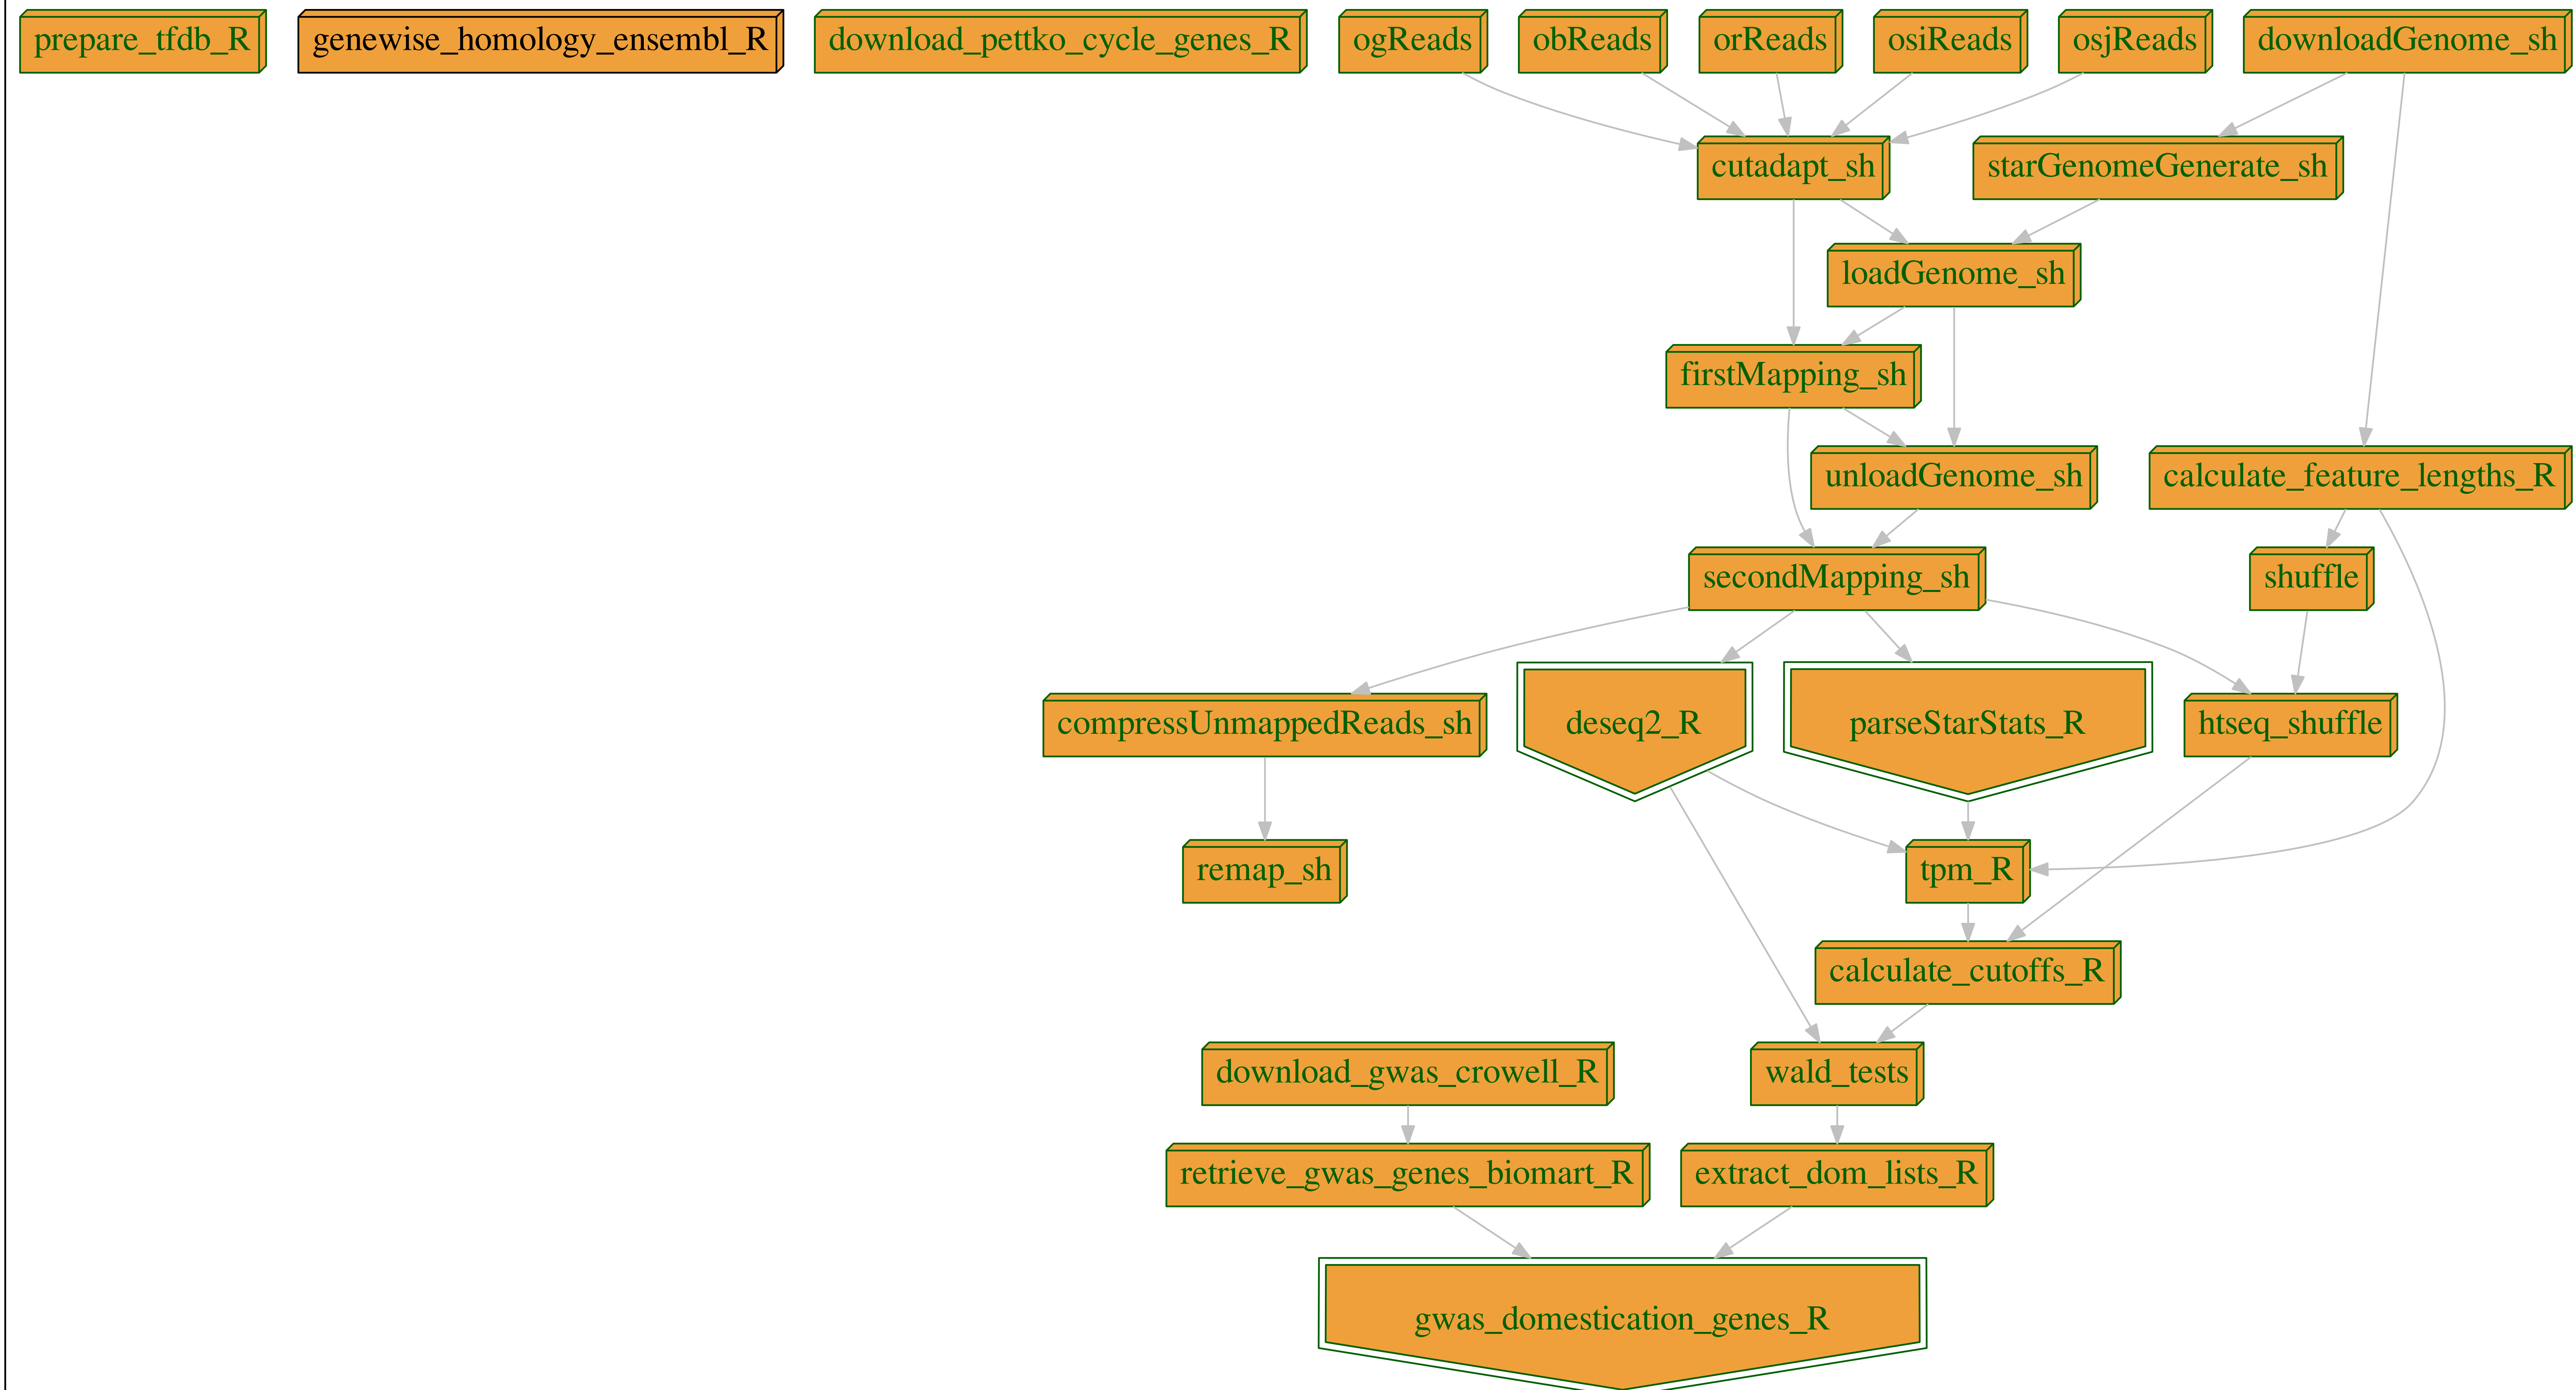 prepare_tfdb_R
genewise_homology_ensembl_R
download_pettko_cycle_genes_R
ogReads
obReads
orReads
osiReads
osjReads
downloadGenome_sh
cutadapt_sh
starGenomeGenerate_sh
loadGenome_sh
firstMapping_sh
unloadGenome_sh
calculate_feature_lengths_R
secondMapping_sh
shuffle
compressUnmappedReads_sh
deseq2_R
parseStarStats_R
htseq_shuffle
remap_sh
tpm_R
calculate_cutoffs_R
download_gwas_crowell_R
wald_tests
retrieve_gwas_genes_biomart_R
extract_dom_lists_R
gwas_domestication_genes_R